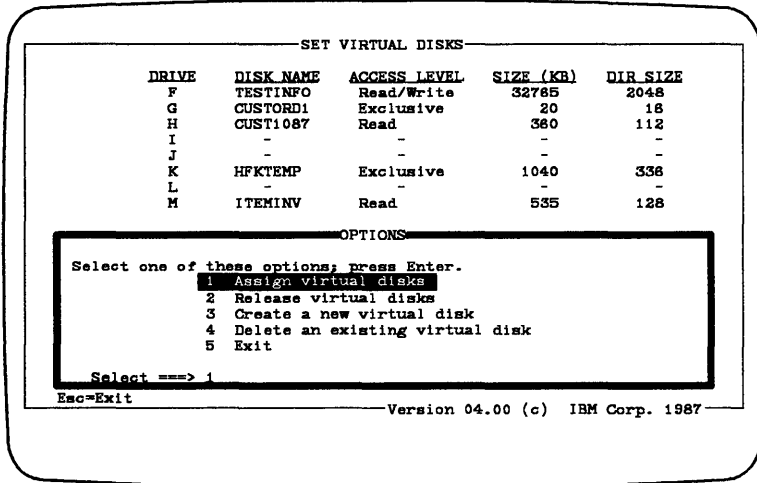 SET VIRTUAL DISKS
DRIVE DISK NAME ACCESS LEVEL SIZE (KB) DIR SIZE
F TESTINFO Read/Write 32765 2048
G CUSTORD1 Exclusive 20 16
H CUST1087 Read 360 112
I - - - -
J - - - -
K HFKTEMP Exclusive 1040 336
L - - - -
M ITEMINV Read 535 128
OPTIONS
Select one of these options; press Enter.
1 Assign virtual disks
2 Release virtual disks
3 Create a new virtual disk
4 Delete an existing virtual disk
5 Exit
Select ===> 1
Esc=Exit
Version 04.00 (c) IBM Corp. 1987